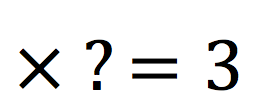 × ? = 3